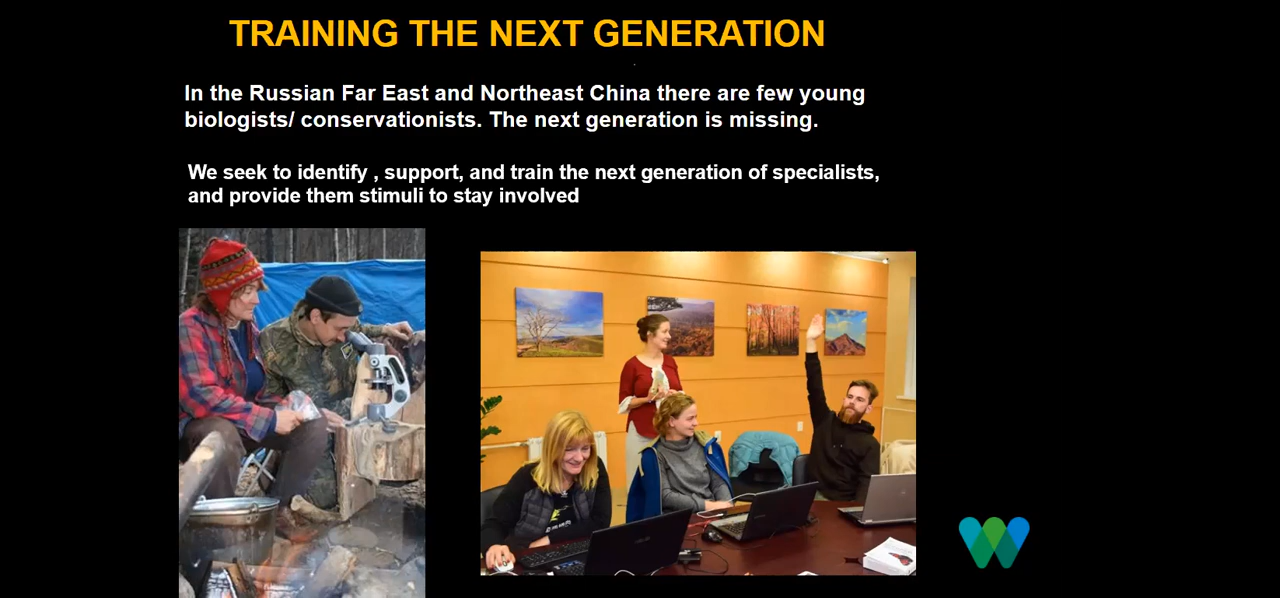 TRAINING THE NEXT GENERATION
In the Russian Far East and Northeast China there are few young
biologists/ conservationists. The next generation is missing.
We seek to identify , support, and train the next generation of specialists,
and provide them stimuli to stay involved